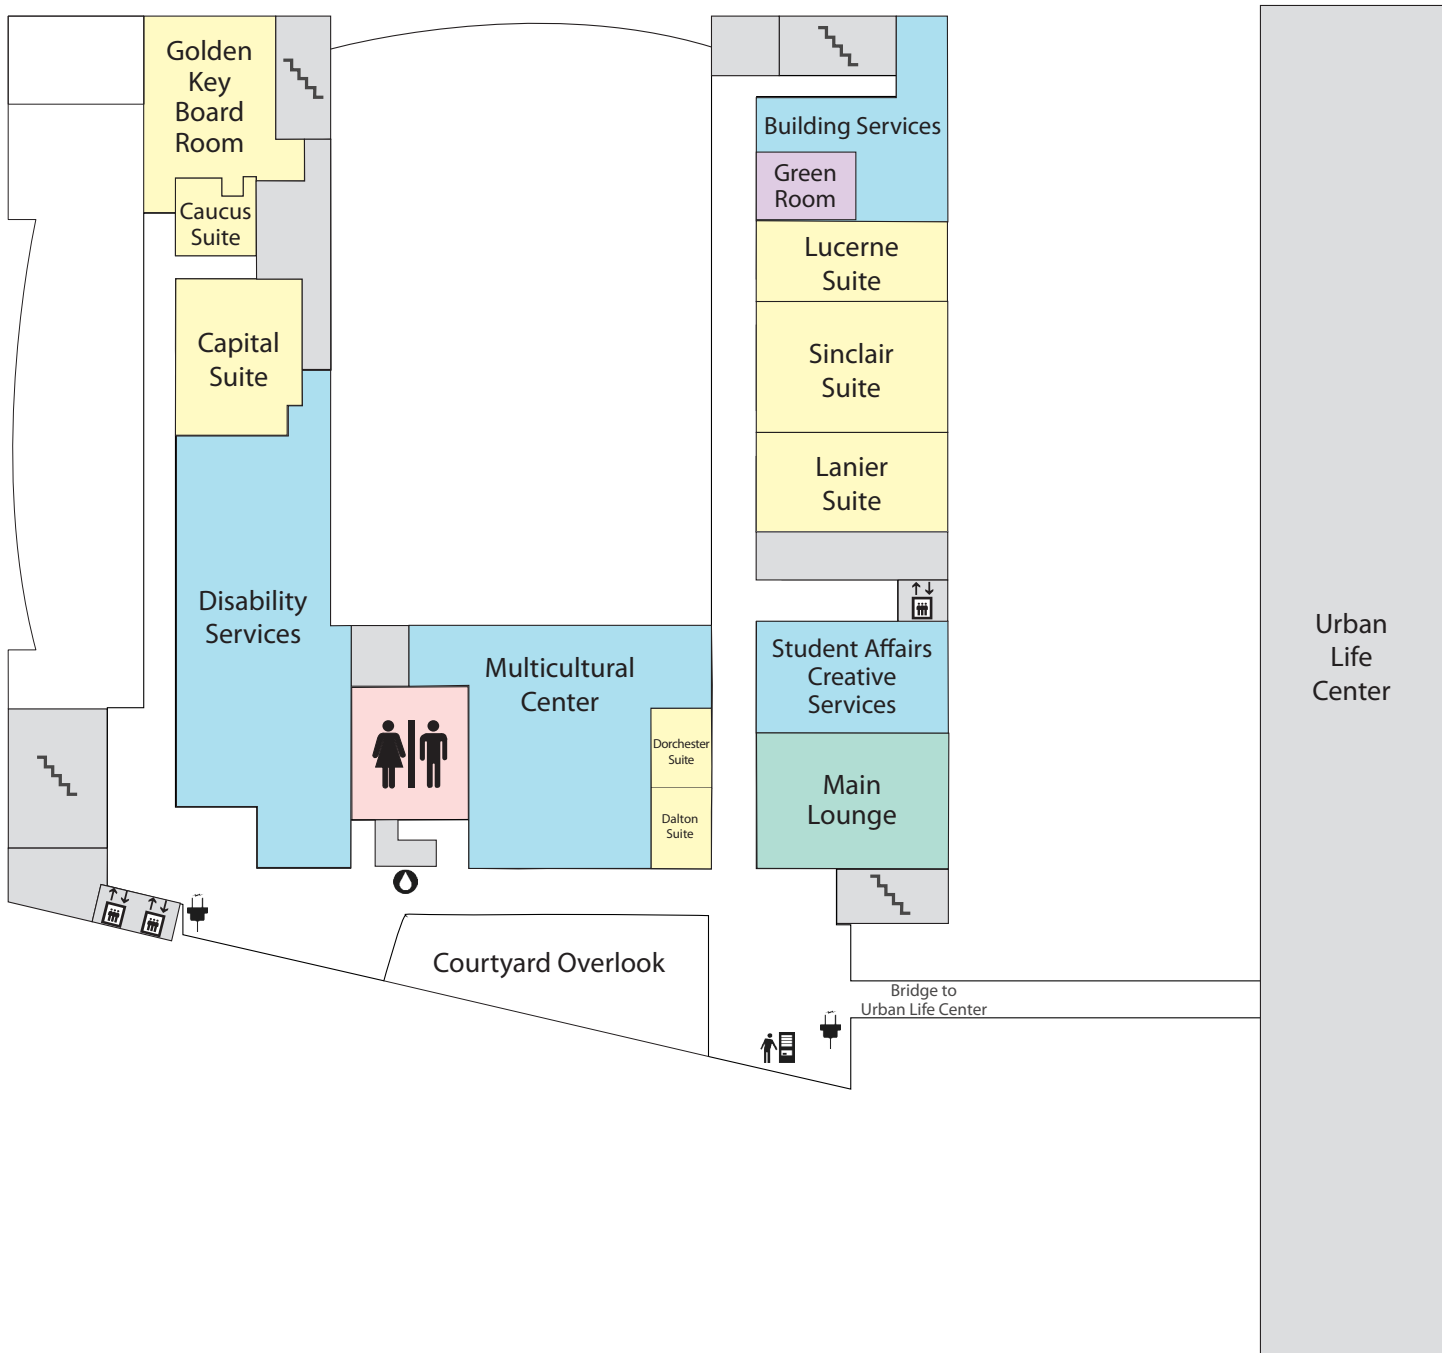 Golden
Key
Board
Room
Caucus
Suite
Capital
Suite
Disability
Services
Multicultural
Center
Dorchester
Suite
Dalton
Suite
Courtyard Overlook
Building Services
Green
Room
Lucerne
Suite
Sinclair
Suite
Lanier
Suite
Student Affairs
Creative
Services
Main
Lounge
Bridge to
Urban Life Center
Urban
Life
Center